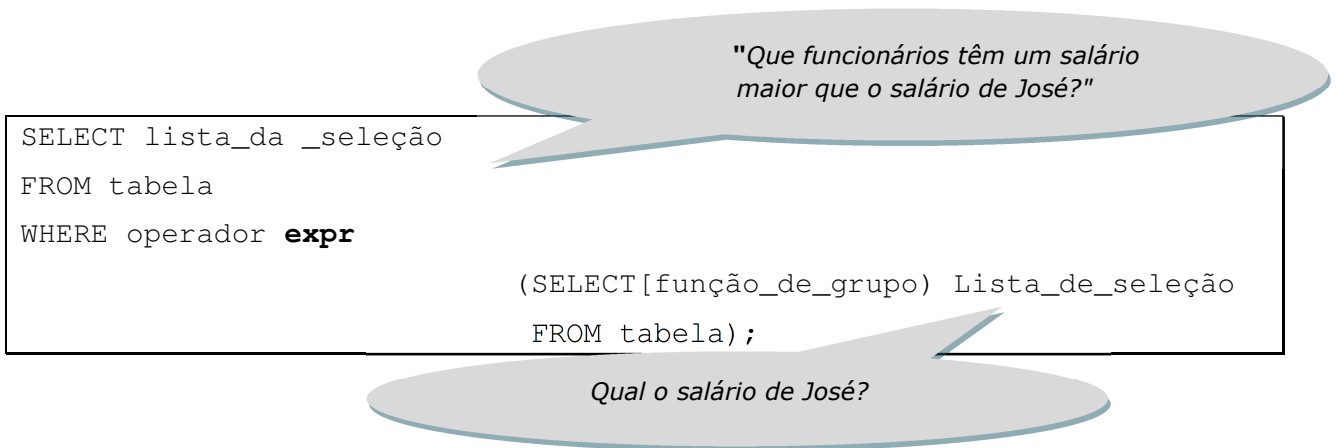 "Que funcionários têm um salário
maior que o salário de José?"
SELECT lista_da _seleção
FROM tabela
WHERE operador expr
(SELECT[função_de_grupo) Lista_de_seleção
FROM tabela);
Qual o salário de José?